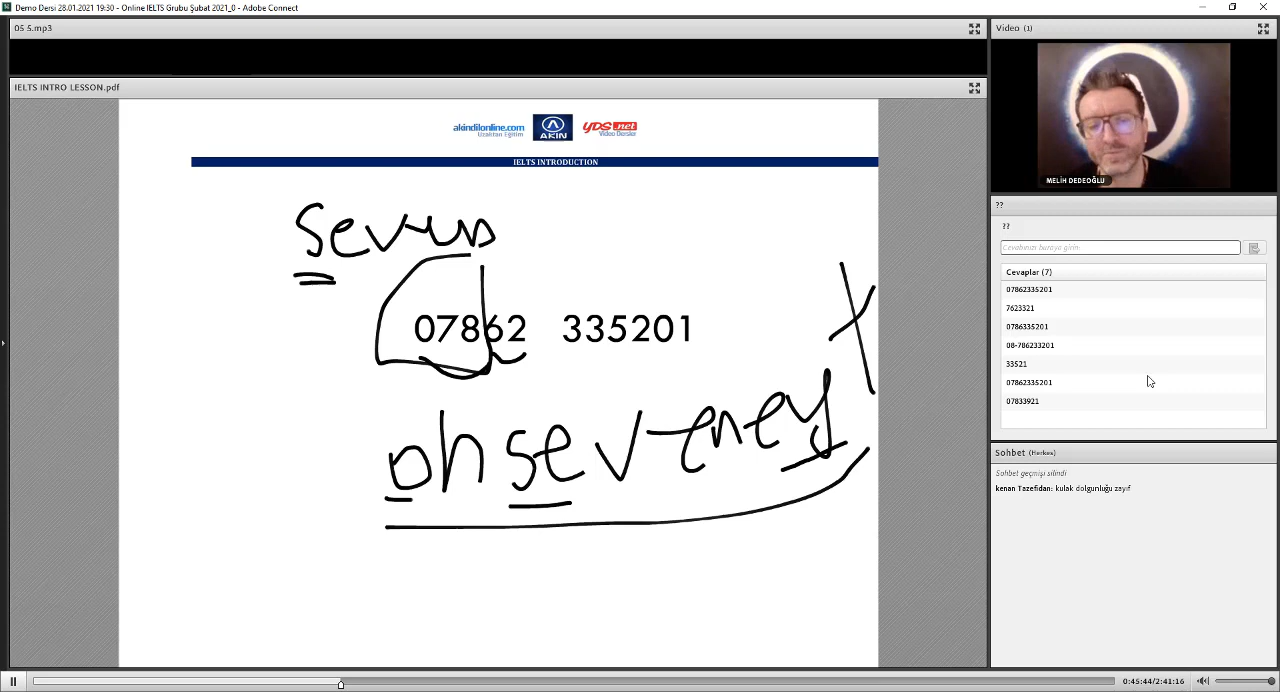 Demo Dersi 28.01.2021 19:30 - Online IELTS Grubu Şubat 2021_0 - Adobe Connect
05 5.mp3
IELTS INTRO LESSON.pdf
akindilonline.com
Uzaktan Eğitim
AKIN
YDS.net
Video Dersler
IELTS INTRODUCTION
seven
07862 335201
oh seven ey
Video (1)
MELİH DEDEOĞLU
??
??
Cevabınızı buraya girin
Cevaplar (7)
07862335201
7623321
0786335201
08-786233201
33521
07862335201
07833921
Sohbet (Herkes)
Sohbet geçmişi silindi
kenan Tazefidan: kulak dolgunluğu zayıf
0:45:44/2:41:16